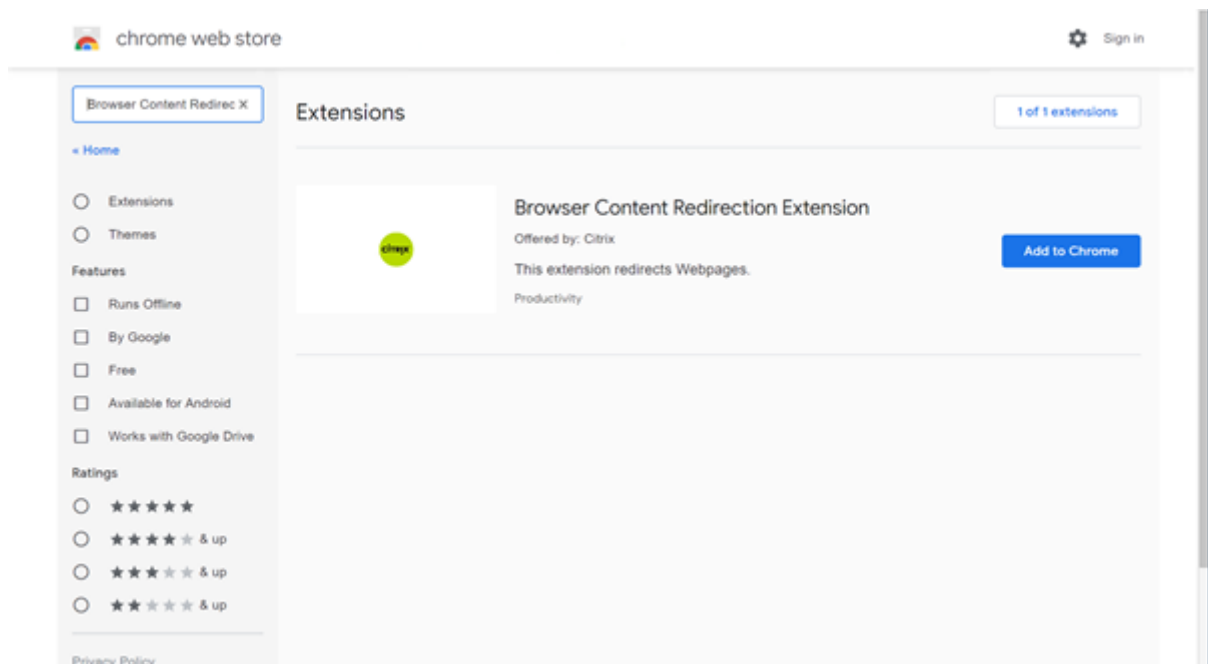 chrome web store
Sign in
Browser Content Redirec
« Home
Extensions
Themes
Features
Runs Offline
By Google
Free
Available for Android
Works with Google Drive
Ratings
& up
& up
& up
Privacy Policy
Extensions
1 of 1 extensions
citrix
Browser Content Redirection Extension
Offered by: Citrix
This extension redirects Webpages.
Productivity
Add to Chrome